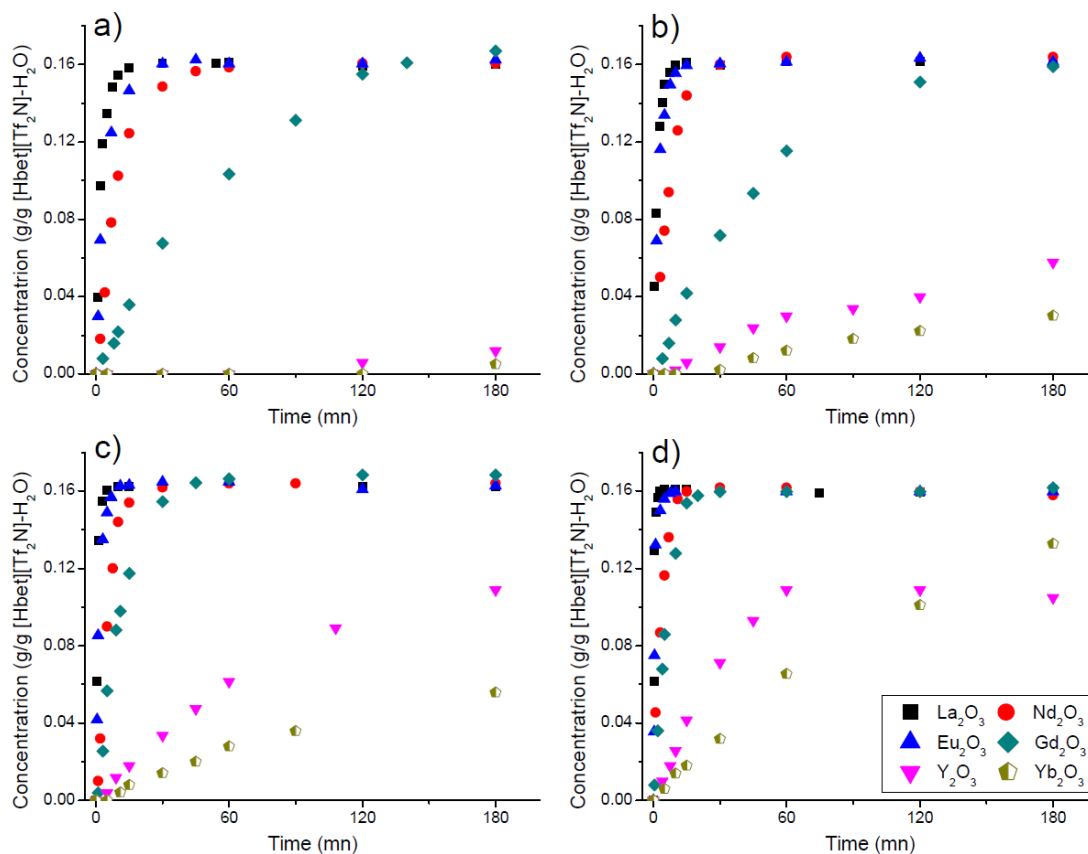 a)
Concentratrion (g/g [Hbet][Tf₂N]-H₂O)
0.16
0.12
0.08
0.04
0.00
0 60 120 180
Time (mn)
b)
Concentratrion (g/g [Hbet][Tf₂N]-H₂O)
0.16
0.12
0.08
0.04
0.00
0 60 120 180
Time (mn)
c)
Concentration (g/g [Hbet][Tf₂N]-H₂O)
0.16
0.12
0.08
0.04
0.00
0 60 120 180
Time (mn)
d)
Concentration (g/g [Hbet][Tf₂N]-H₂O)
0.16
0.12
0.08
0.04
0.00
0 60 120 180
Time (mn)
La₂O₃ Nd₂O₃
Eu₂O₃ Gd₂O₃
Y₂O₃ Yb₂O₃